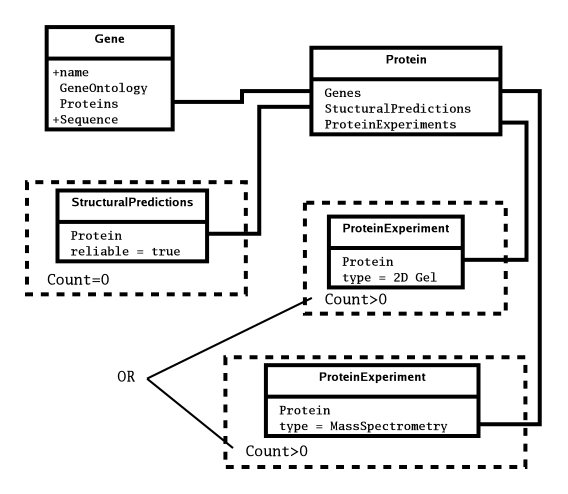 Gene
+name
GeneOntology
Proteins
+Sequence
Protein
Genes
StucturalPredictions
ProteinExperiments
StructuralPredictions
Protein
reliable = true
Count=0
ProteinExperiment
Protein
type = 2D Gel
Count>0
OR
ProteinExperiment
Protein
type = MassSpectrometry
Count>0